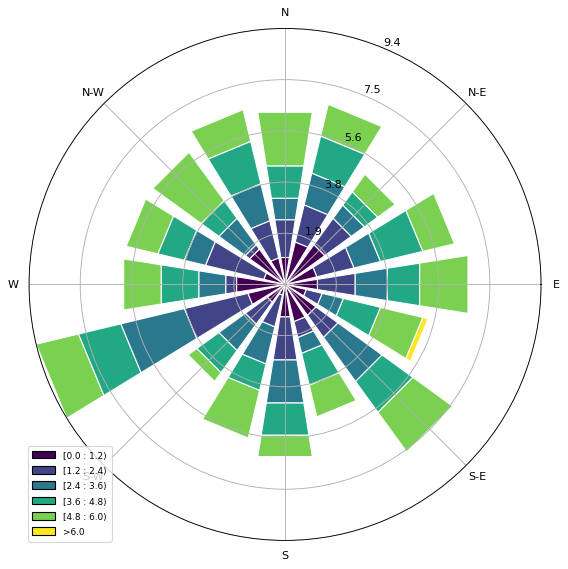 N
9.4
7.5
N-W
N-E
5.6
3.8
1.9
W
E
S-W
S-E
S
[0.0 : 1.2)
[1.2 : 2.4)
[2.4 : 3.6)
[3.6 : 4.8)
[4.8 : 6.0)
>6.0